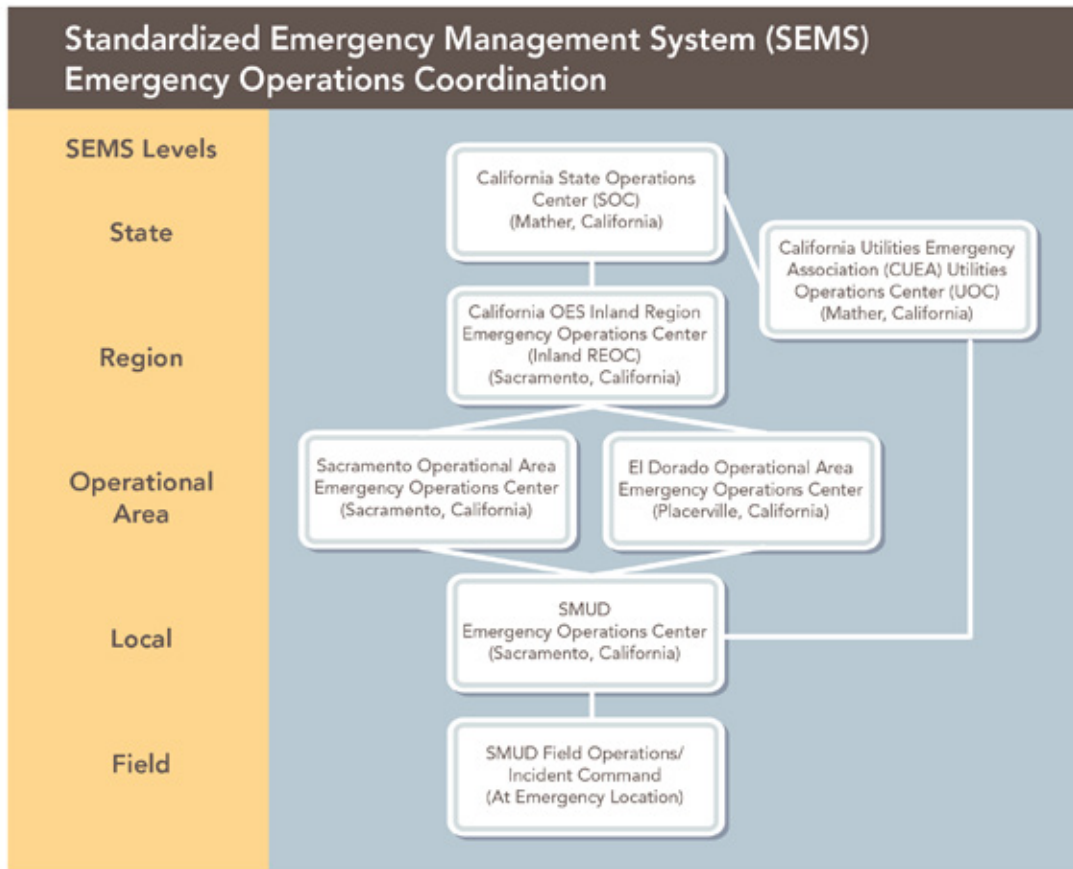 Standardized Emergency Management System (SEMS)
Emergency Operations Coordination
SEMS Levels
State
California State Operations
Center (SOC)
(Mather, California)
California Utilities Emergency
Association (CUEA) Utilities
Operations Center (UOC)
(Mather, California)
Region
California OES Inland Region
Emergency Operations Center
(Inland REOC)
(Sacramento, California)
Operational
Area
Sacramento Operational Area
Emergency Operations Center
(Sacramento, California)
El Dorado Operational Area
Emergency Operations Center
(Placerville, California)
Local
SMUD
Emergency Operations Center
(Sacramento, California)
Field
SMUD Field Operations/
Incident Command
(At Emergency Location)